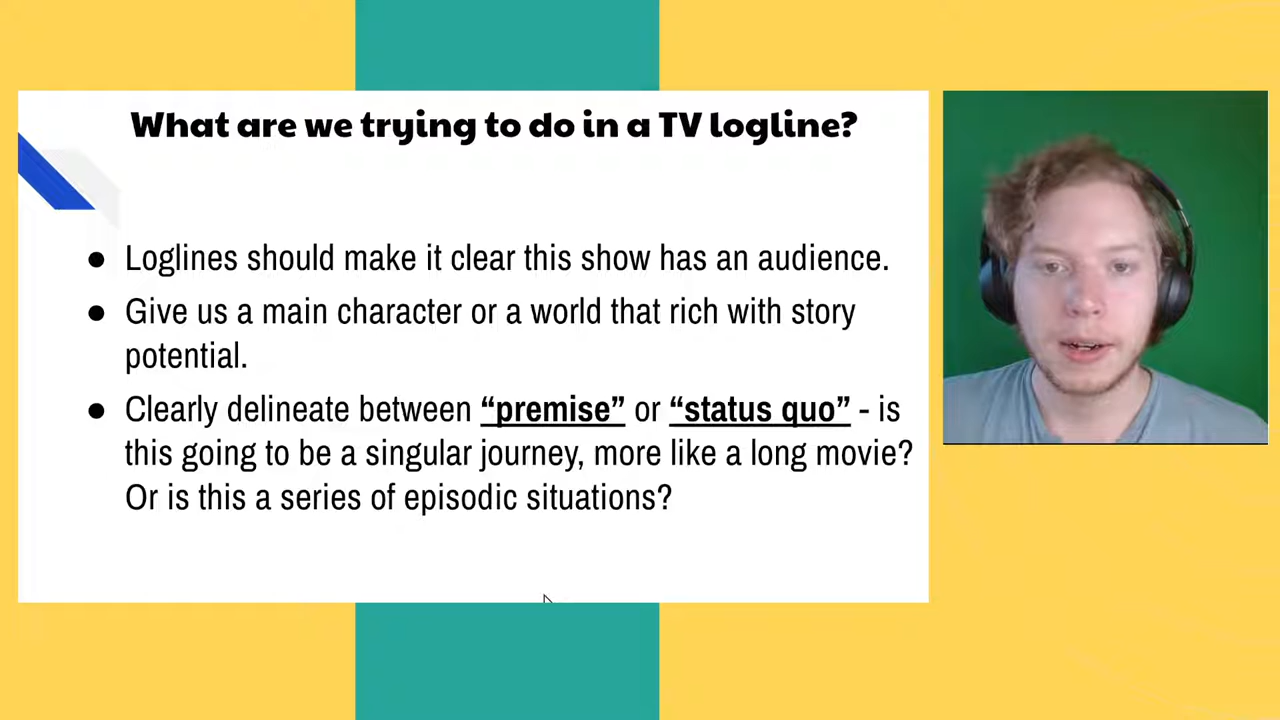 What are we trying to do in a TV logline?
● Loglines should make it clear this show has an audience.
● Give us a main character or a world that rich with story
potential.
● Clearly delineate between “premise” or “status quo” - is
this going to be a singular journey, more like a long movie?
Or is this a series of episodic situations?